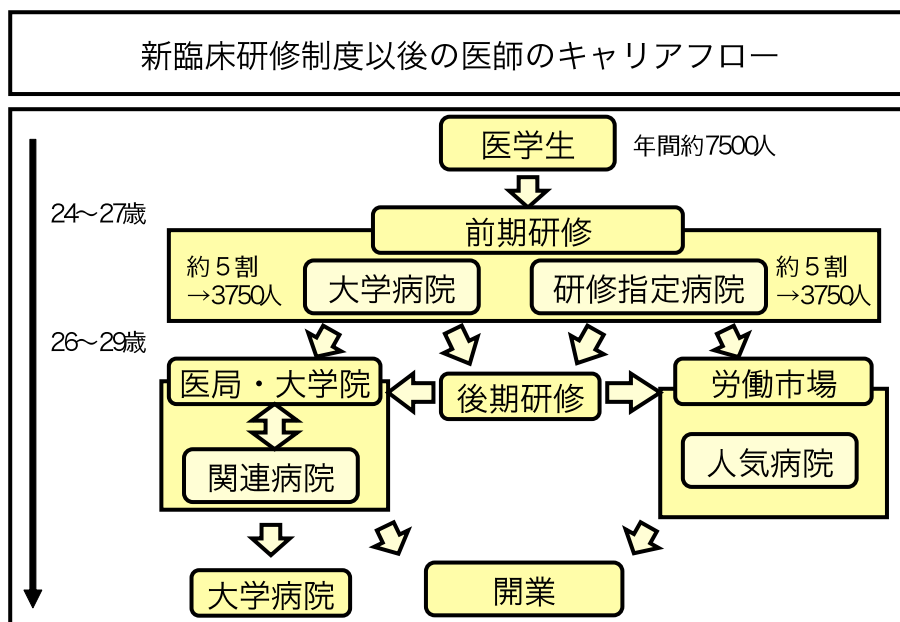 新臨床研修制度以後の医師のキャリアフロー
医学生
年間約7500人
24～27歳
前期研修
約５割
→3750人
大学病院
研修指定病院
約５割
→3750人
26～29歳
医局・大学院
後期研修
労働市場
関連病院
人気病院
大学病院
開業